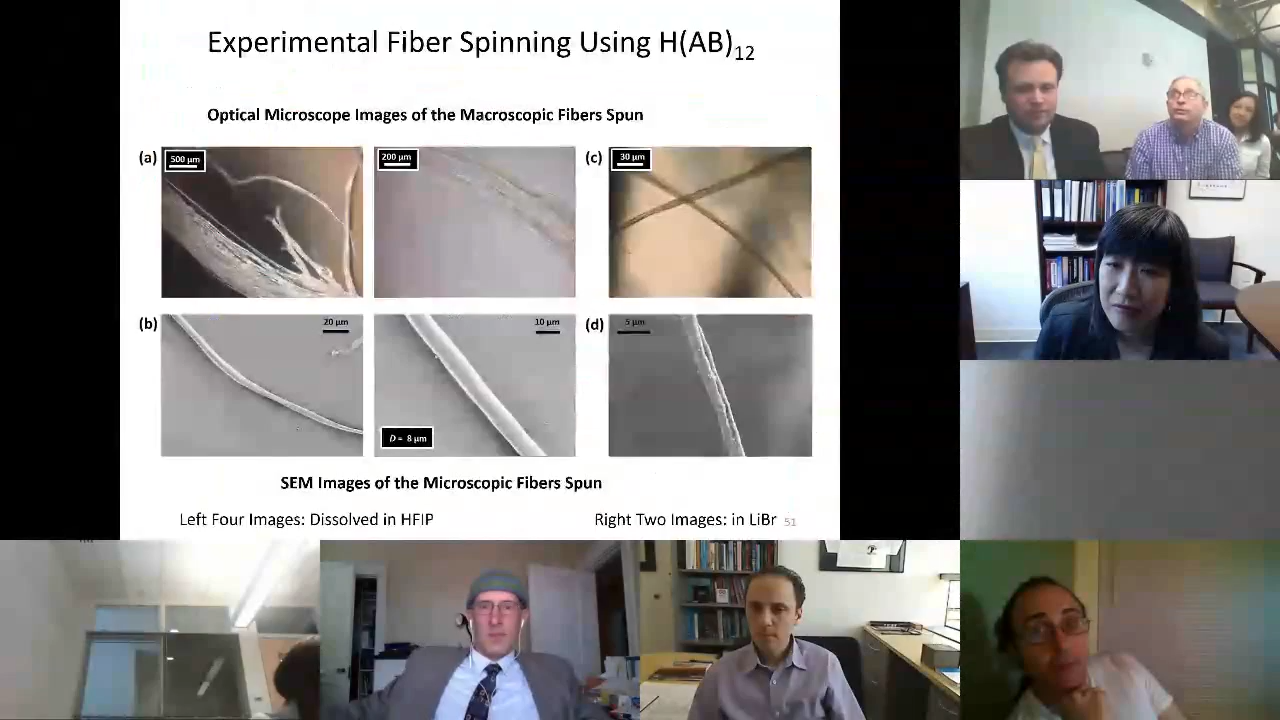 Experimental Fiber Spinning Using H(AB)12
Optical Microscope Images of the Macroscopic Fibers Spun
(a) 500 µm 200 µm (c) 30 µm
(b) 20 µm 10 µm (d) 5 µm
D = 8 µm
SEM Images of the Microscopic Fibers Spun
Left Four Images: Dissolved in HFIP Right Two Images: in LiBr 51